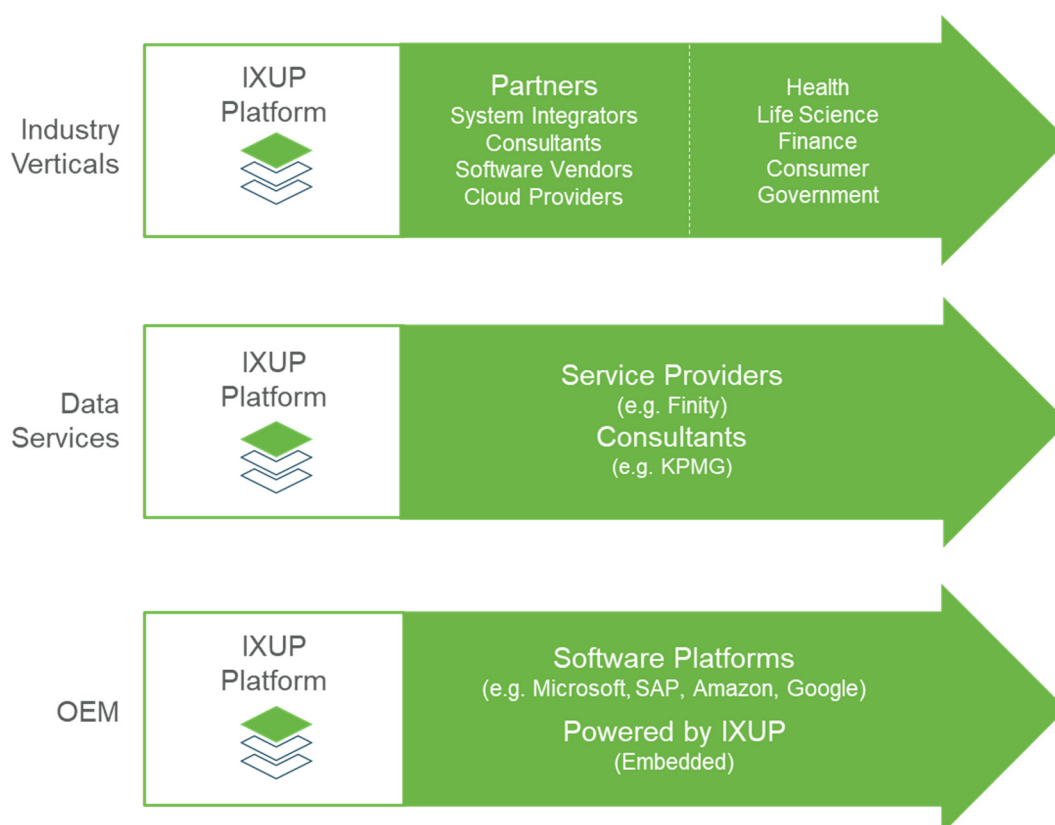 Industry
Verticals
IXUP
Platform
Partners
System Integrators
Consultants
Software Vendors
Cloud Providers
Health
Life Science
Finance
Consumer
Government
Data
Services
IXUP
Platform
Service Providers
(e.g. Finity)
Consultants
(e.g. KPMG)
OEM
IXUP
Platform
Software Platforms
(e.g. Microsoft, SAP, Amazon, Google)
Powered by IXUP
(Embedded)